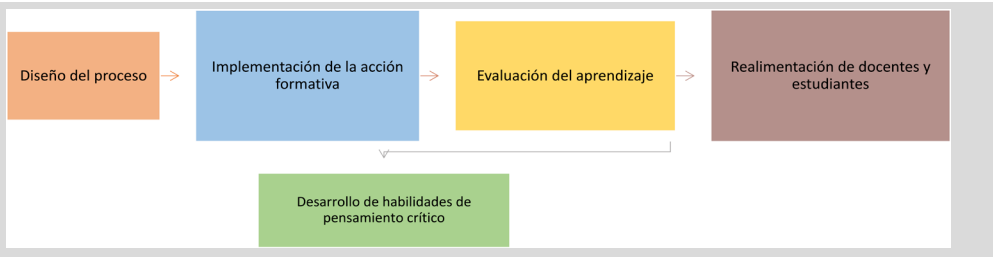 Diseño del proceso
Implementación de la acción
formativa
Evaluación del aprendizaje
Realimentación de docentes y
estudiantes
Desarrollo de habilidades de
pensamiento crítico